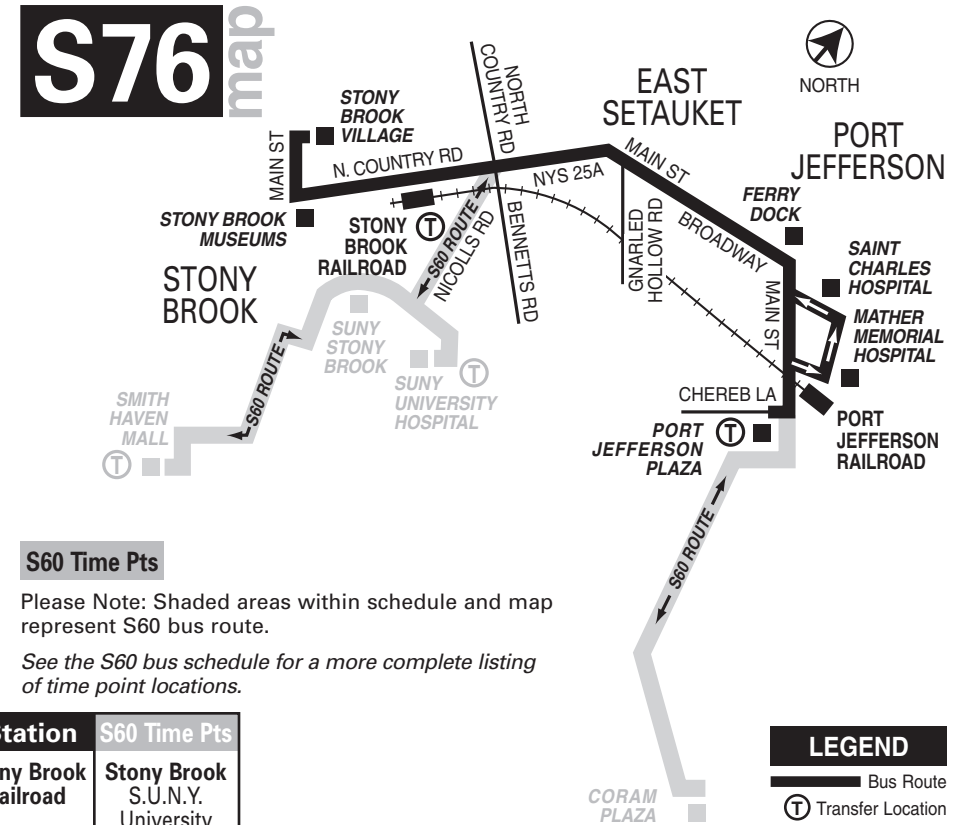 S76
map
NORTH
STONY
BROOK
VILLAGE
MAIN ST
N. COUNTRY RD
NORTH
COUNTRY RD
EAST
SETAUKET
MAIN ST
PORT
JEFFERSON
NYS 25A
STONY BROOK
MUSEUMS
STONY
BROOK
RAILROAD
T
S60 ROUTE
NICOLLS RD
BENNETTS RD
GNARLED
HOLLOW RD
BROADWAY
FERRY
DOCK
SAINT
CHARLES
HOSPITAL
MAIN ST
MATHER
MEMORIAL
HOSPITAL
STONY
BROOK
SUNY
STONY
BROOK
SUNY
UNIVERSITY
HOSPITAL
T
S60 ROUTE
SMITH
HAVEN
MALL
T
CHEREB LA
PORT
JEFFERSON
PLAZA
T
PORT
JEFFERSON
RAILROAD
S60 ROUTE
CORAM
PLAZA
S60 Time Pts
Please Note: Shaded areas within schedule and map
represent S60 bus route.
See the S60 bus schedule for a more complete listing
of time point locations.
tation S60 Time Pts
ny Brook
ailroad
Stony Brook
S.U.N.Y.
University
LEGEND
Bus Route
T Transfer Location